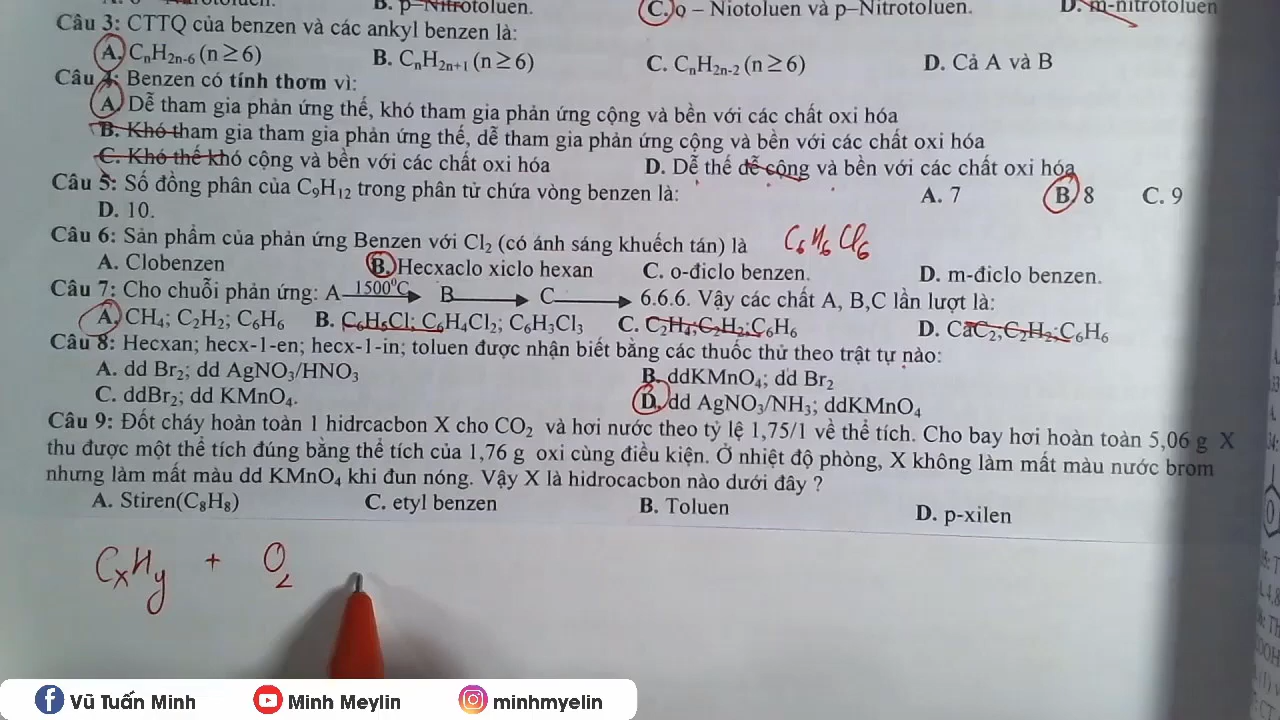 B. p–Nitrotoluen. C. o – Niotoluen và p–Nitrotoluen. D. m-nitrotoluen
Câu 3: CTTQ của benzen và các ankyl benzen là:
A. CₙH₂ₙ₋₆ (n ≥ 6) B. CₙH₂ₙ₊₁ (n ≥ 6) C. CₙH₂ₙ₋₂ (n ≥ 6) D. Cả A và B
Câu 4: Benzen có tính thơm vì:
A. Dễ tham gia phản ứng thế, khó tham gia phản ứng cộng và bền với các chất oxi hóa
B. Khó tham gia tham gia phản ứng thế, dễ tham gia phản ứng cộng và bền với các chất oxi hóa
C. Khó thế khó cộng và bền với các chất oxi hóa D. Dễ thế dễ cộng và bền với các chất oxi hóa
Câu 5: Số đồng phân của C₉H₁₂ trong phân tử chứa vòng benzen là: A. 7 B. 8 C. 9
D. 10.
Câu 6: Sản phẩm của phản ứng Benzen với Cl₂ (có ánh sáng khuếch tán) là C₆H₆Cl₆
A. Clobenzen B. Hecxaclo xiclo hexan C. o-điclo benzen. D. m-điclo benzen.
Câu 7: Cho chuỗi phản ứng: A 1500⁰C → B → C → 6.6.6. Vậy các chất A, B,C lần lượt là:
A. CH₄; C₂H₂; C₆H₆ B. C₆H₅Cl; C₆H₄Cl₂; C₆H₃Cl₃ C. C₂H₄;C₂H₂;C₆H₆ D. CaC₂;C₂H₂;C₆H₆
Câu 8: Hecxan; hecx-1-en; hecx-1-in; toluen được nhận biết bằng các thuốc thử theo trật tự nào:
A. dd Br₂; dd AgNO₃/HNO₃ B. ddKMnO₄; dd Br₂
C. ddBr₂; dd KMnO₄. D. dd AgNO₃/NH₃; ddKMnO₄
Câu 9: Đốt cháy hoàn toàn 1 hidrcacbon X cho CO₂ và hơi nước theo tỷ lệ 1,75/1 về thể tích. Cho bay hơi hoàn toàn 5,06 g X
thu được một thể tích đúng bằng thể tích của 1,76 g oxi cùng điều kiện. Ở nhiệt độ phòng, X không làm mất màu nước brom
nhưng làm mất màu dd KMnO₄ khi đun nóng. Vậy X là hidrocacbon nào dưới đây ?
A. Stiren(C₈H₈) C. etyl benzen B. Toluen D. p-xilen
CₓHᵧ + O₂
Vũ Tuấn Minh Minh Meylin minhmyelin